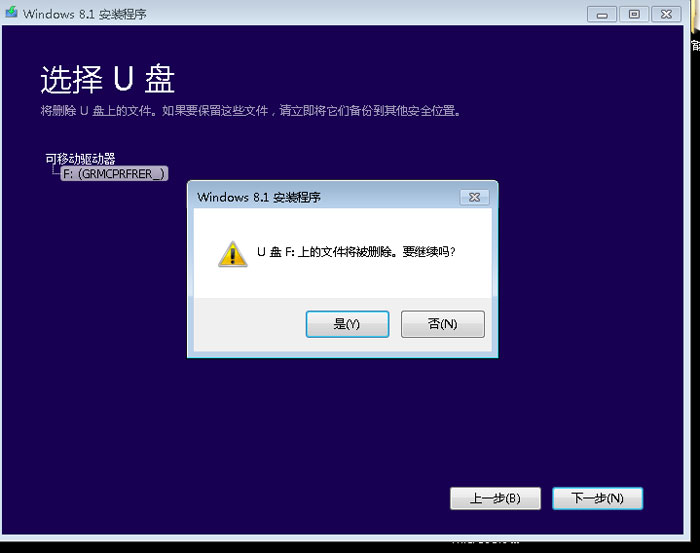 Windows 8.1 安装程序
选择 U 盘
将删除 U 盘上的文件。如果要保留这些文件，请立即将它们备份到其他安全位置。
可移动驱动器
F: (GRMCPRFRER_)
Windows 8.1 安装程序
U 盘 F: 上的文件将被删除。要继续吗?
是(Y)
否(N)
上一步(B)
下一步(N)